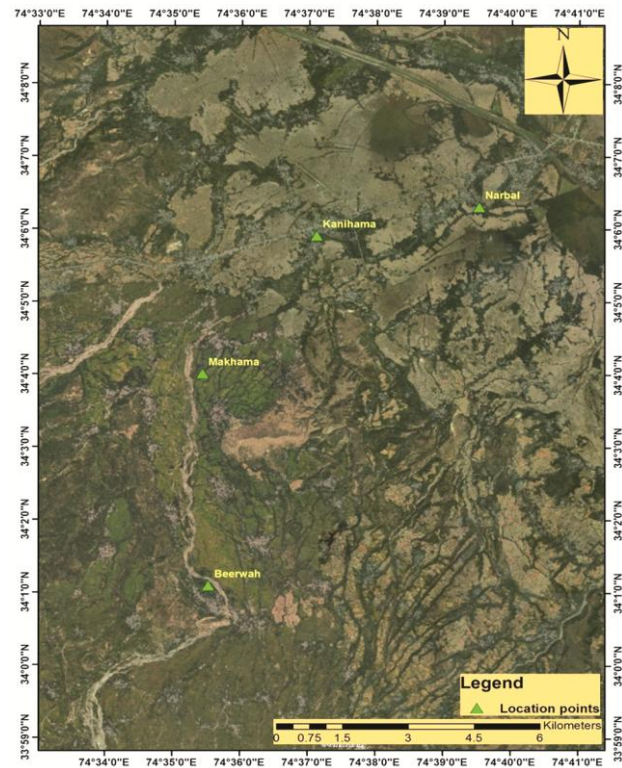 74°33'0"E 74°34'0"E 74°35'0"E 74°36'0"E 74°37'0"E 74°38'0"E 74°39'0"E 74°40'0"E 74°41'0"E
N
34°8'0"N
34°8'0"N
34°7'0"N
34°7'0"N
Narbal
Kanihama
34°6'0"N
34°6'0"N
34°5'0"N
34°5'0"N
Makhama
34°4'0"N
34°4'0"N
34°3'0"N
34°3'0"N
34°2'0"N
34°2'0"N
Beerwah
34°1'0"N
34°1'0"N
34°0'0"N
34°0'0"N
Legend
Location points
Kilometers
0 0.75 1.5 3 4.5 6
33°59'0"N
33°59'0"N
74°34'0"E 74°35'0"E 74°36'0"E 74°37'0"E 74°38'0"E 74°39'0"E 74°40'0"E 74°41'0"E